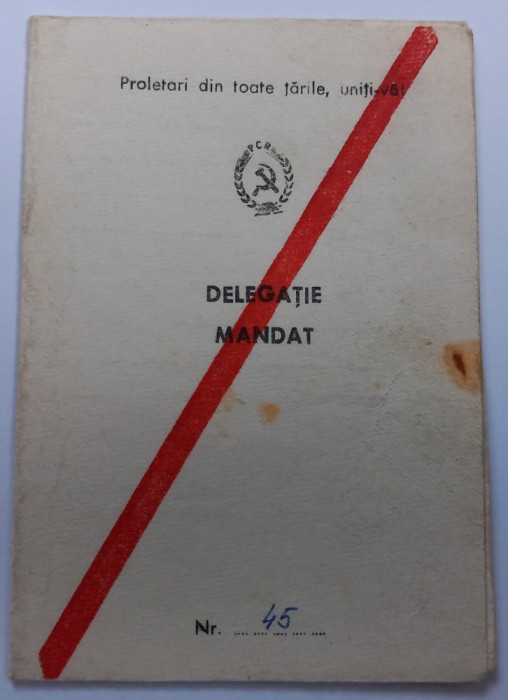 Proletari din toate țările, uniți-vă!
PCR
DELEGAȚIE
MANDAT
Nr. 45